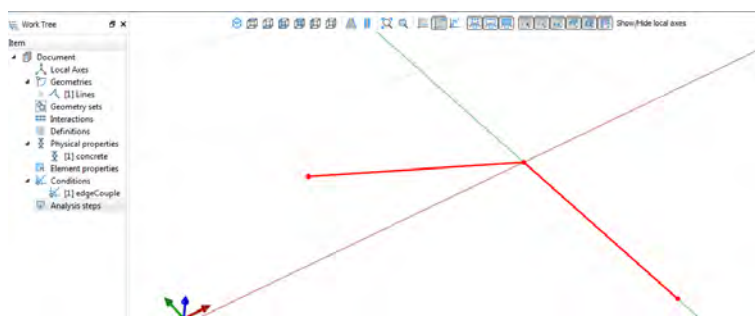 Work Tree
Show/Hide local axes
Item
Document
Local Axes
Geometries
[1] Lines
Geometry sets
Interactions
Definitions
Physical properties
[1] concrete
Element properties
Conditions
[1] edgeCouple
Analysis steps